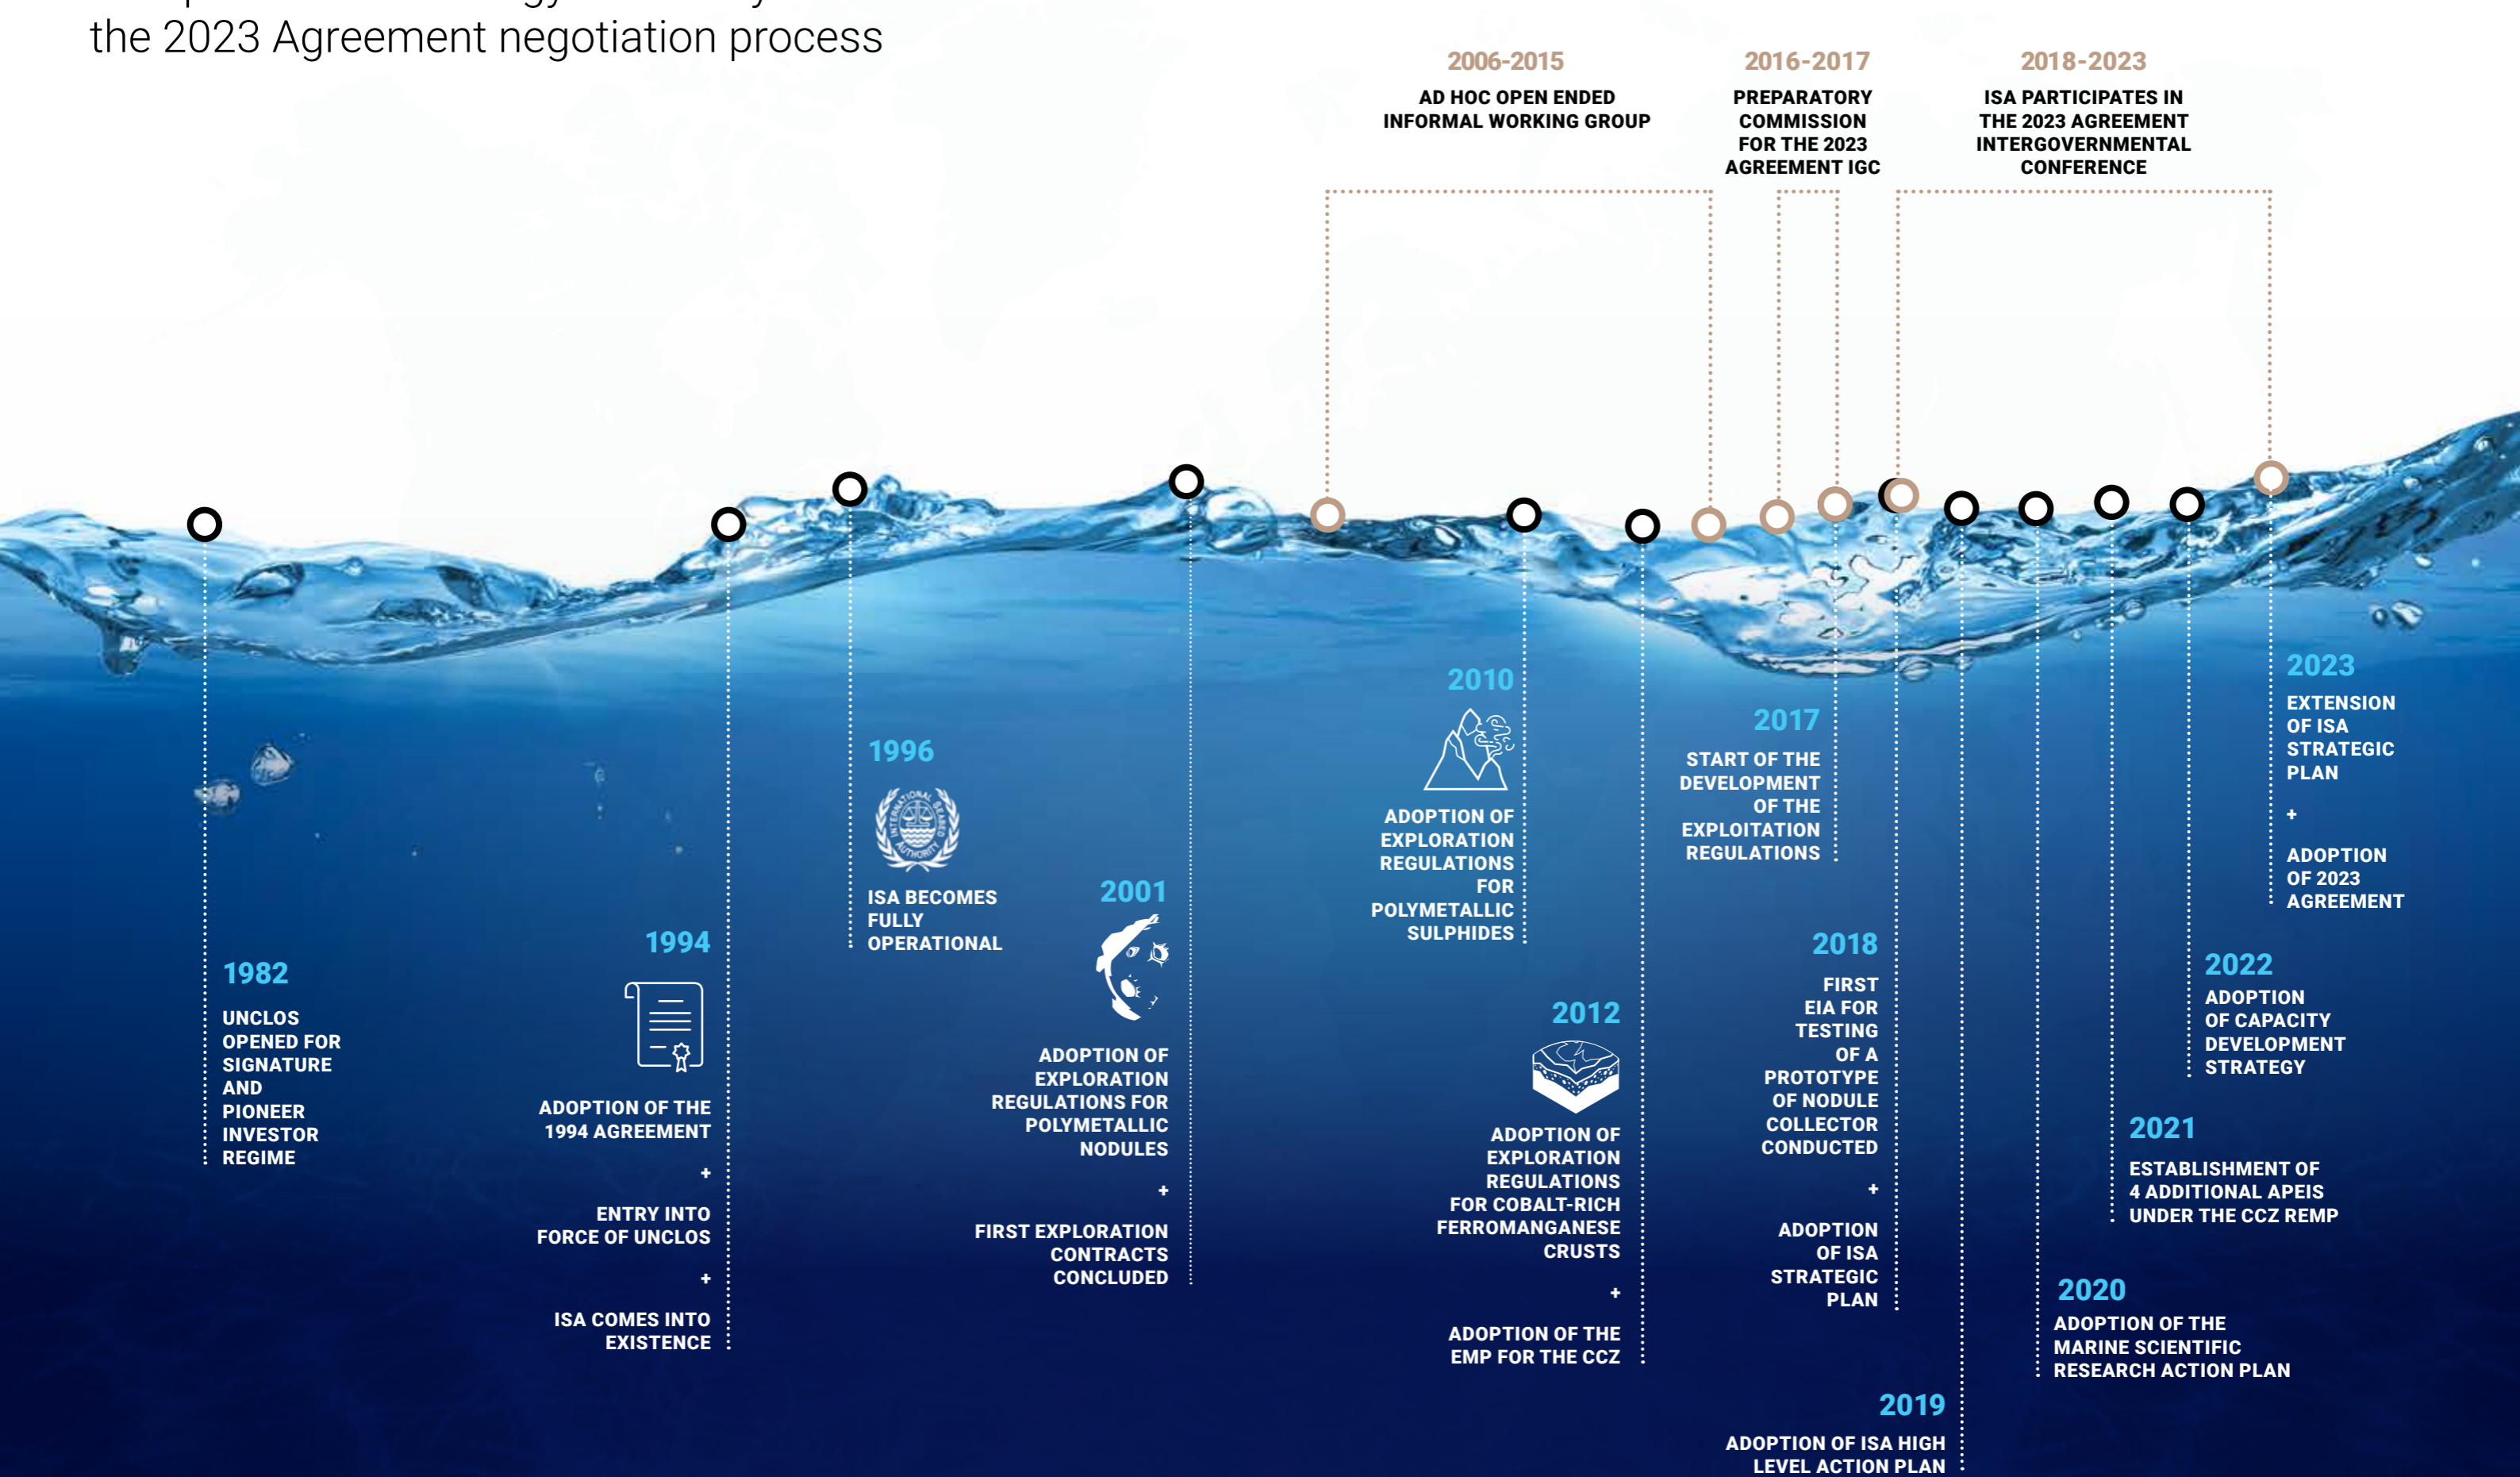 the 2023 Agreement negotiation process
2006-2015
AD HOC OPEN ENDED
INFORMAL WORKING GROUP
2016-2017
PREPARATORY
COMMISSION
FOR THE 2023
AGREEMENT IGC
2018-2023
ISA PARTICIPATES IN
THE 2023 AGREEMENT
INTERGOVERNMENTAL
CONFERENCE
1982
UNCLOS
OPENED FOR
SIGNATURE
AND
PIONEER
INVESTOR
REGIME
1994
ADOPTION OF THE
1994 AGREEMENT
+
ENTRY INTO
FORCE OF UNCLOS
+
ISA COMES INTO
EXISTENCE
1996
INTERNATIONAL SEABED
AUTHORITY
ISA BECOMES
FULLY
OPERATIONAL
2001
ADOPTION OF
EXPLORATION
REGULATIONS FOR
POLYMETALLIC
NODULES
+
FIRST EXPLORATION
CONTRACTS
CONCLUDED
2010
ADOPTION OF
EXPLORATION
REGULATIONS
FOR
POLYMETALLIC
SULPHIDES
2012
ADOPTION OF
EXPLORATION
REGULATIONS
FOR COBALT-RICH
FERROMANGANESE
CRUSTS
+
ADOPTION OF THE
EMP FOR THE CCZ
2017
START OF THE
DEVELOPMENT
OF THE
EXPLOITATION
REGULATIONS
2018
FIRST
EIA FOR
TESTING
OF A
PROTOTYPE
OF NODULE
COLLECTOR
CONDUCTED
+
ADOPTION
OF ISA
STRATEGIC
PLAN
2019
ADOPTION OF ISA HIGH
LEVEL ACTION PLAN
2020
ADOPTION OF THE
MARINE SCIENTIFIC
RESEARCH ACTION PLAN
2021
ESTABLISHMENT OF
4 ADDITIONAL APEIS
UNDER THE CCZ REMP
2022
ADOPTION
OF CAPACITY
DEVELOPMENT
STRATEGY
2023
EXTENSION
OF ISA
STRATEGIC
PLAN
+
ADOPTION
OF 2023
AGREEMENT